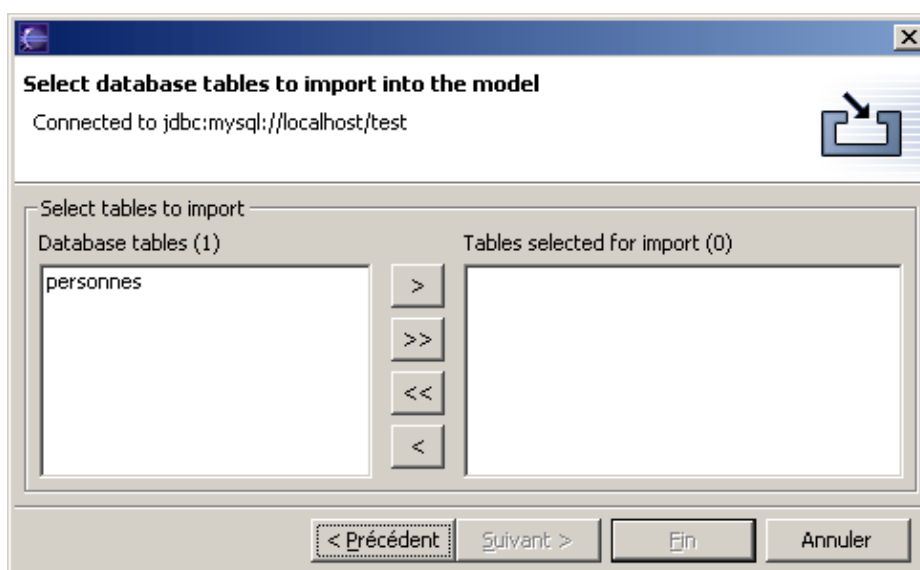 Select database tables to import into the model
Connected to jdbc:mysql://localhost/test
Select tables to import
Database tables (1)
Tables selected for import (0)
personnes
>
>>
<<
<
< Précédent
Suivant >
Fin
Annuler